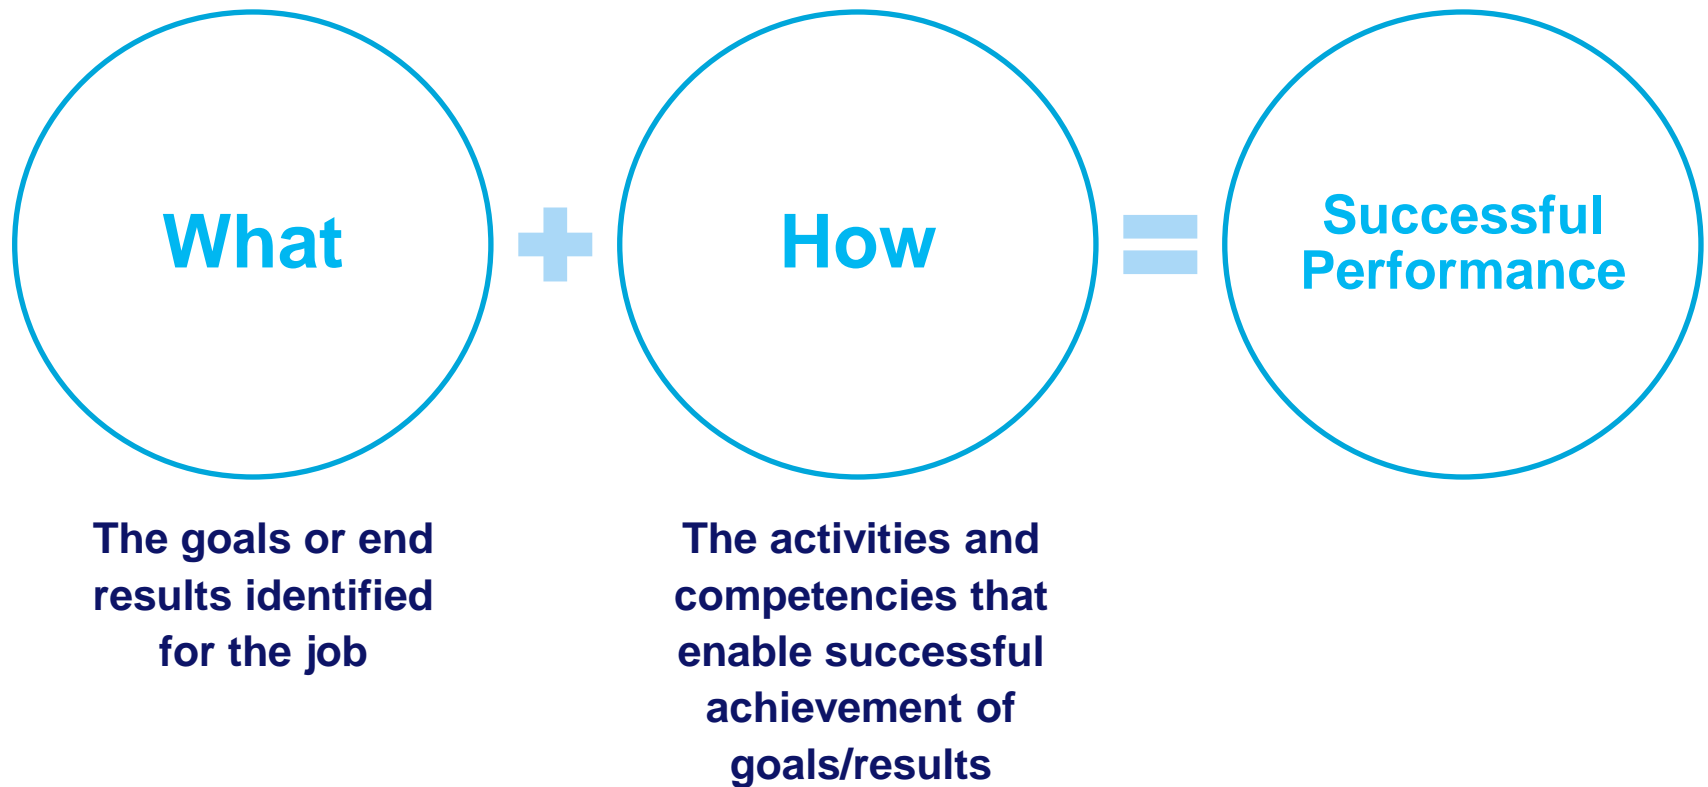 What
+
How
=
Successful
Performance
The goals or end
results identified
for the job
The activities and
competencies that
enable successful
achievement of
goals/results